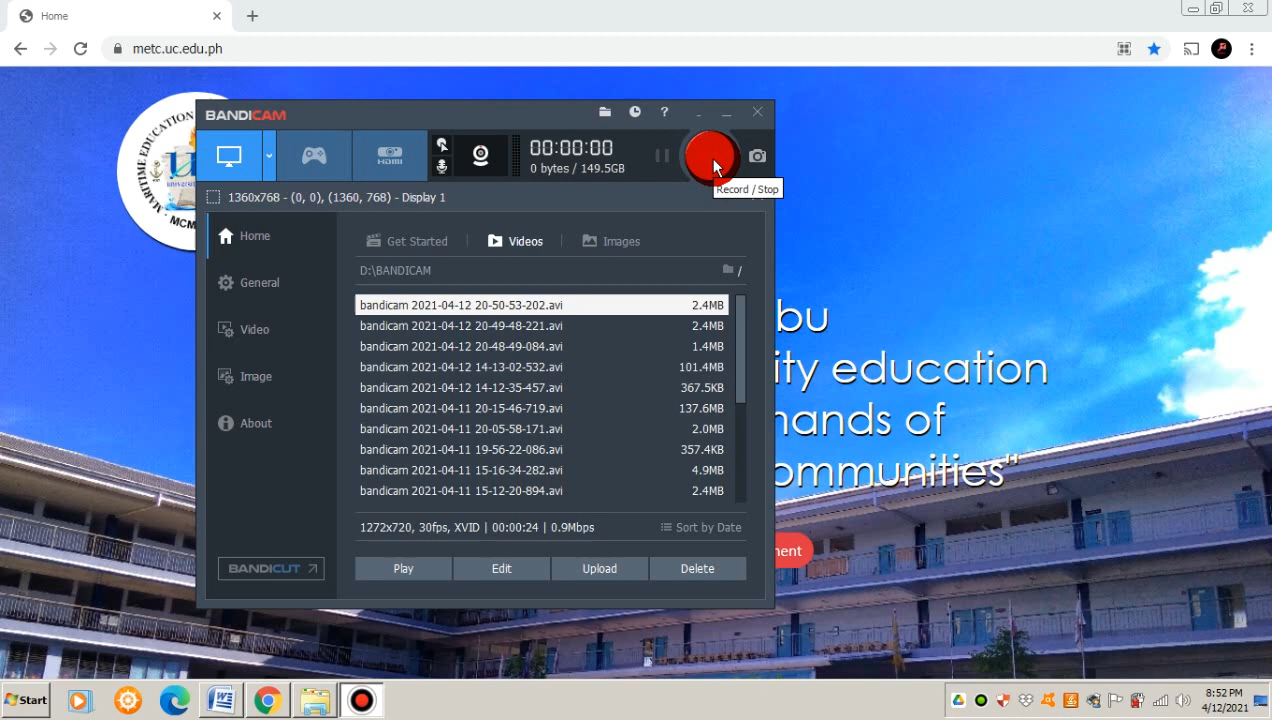 Home
metc.uc.edu.ph
MARITIME EDUCATION
BANDICAM
?
HDMI
00:00:00
0 bytes / 149.5GB
Record / Stop
1360x768 - (0, 0), (1360, 768) - Display 1
Home
General
Video
Image
About
BANDICUT
Get Started
Videos
Images
D:\BANDICAM
/
bandicam 2021-04-12 20-50-53-202.avi 2.4MB
bandicam 2021-04-12 20-49-48-221.avi 2.4MB
bandicam 2021-04-12 20-48-49-084.avi 1.4MB
bandicam 2021-04-12 14-13-02-532.avi 101.4MB
bandicam 2021-04-12 14-12-35-457.avi 367.5KB
bandicam 2021-04-11 20-15-46-719.avi 137.6MB
bandicam 2021-04-11 20-05-58-171.avi 2.0MB
bandicam 2021-04-11 19-56-22-086.avi 357.4KB
bandicam 2021-04-11 15-16-34-282.avi 4.9MB
bandicam 2021-04-11 15-12-20-894.avi 2.4MB
1272x720, 30fps, XVID | 00:00:24 | 0.9Mbps
Sort by Date
Play
Edit
Upload
Delete
bu
ity education
ands of
ommunities"
ment
Start
8:52 PM
4/12/2021